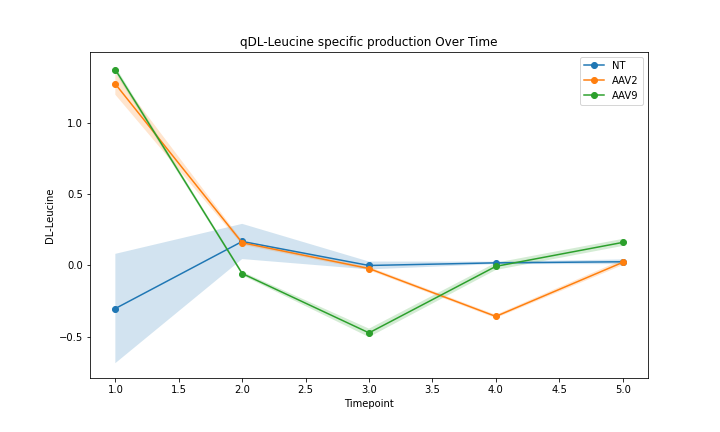 qDL-Leucine specific production Over Time
NT
AAV2
AAV9
DL-Leucine
1.0
0.5
0.0
−0.5
1.0 1.5 2.0 2.5 3.0 3.5 4.0 4.5 5.0
Timepoint